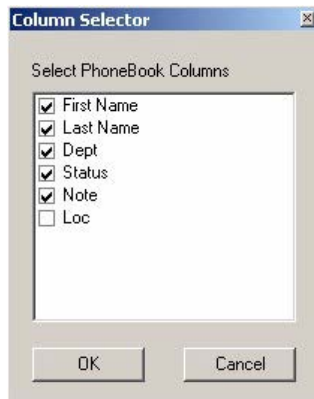 Column Selector
Select PhoneBook Columns
First Name
Last Name
Dept
Status
Note
Loc
OK Cancel